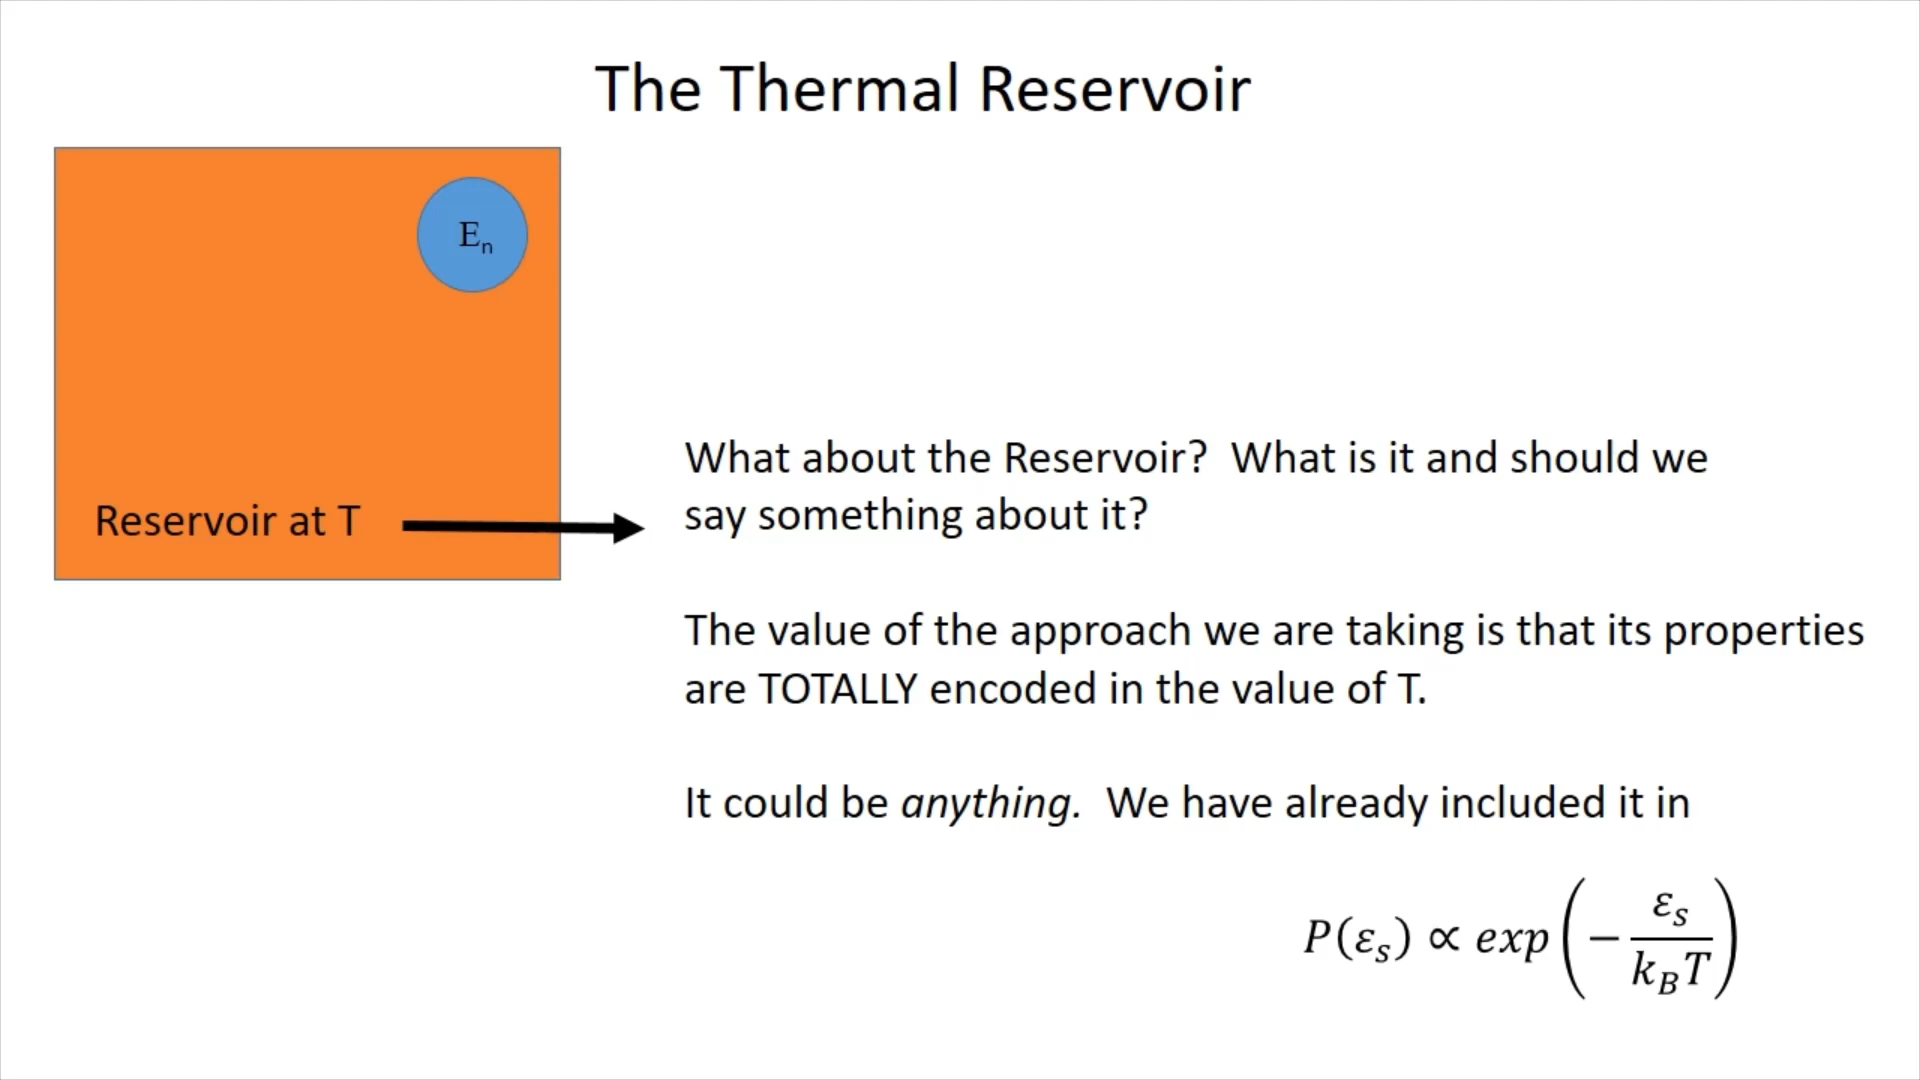 The Thermal Reservoir
Eₙ
Reservoir at T
What about the Reservoir?  What is it and should we
say something about it?
The value of the approach we are taking is that its properties
are TOTALLY encoded in the value of T.
It could be anything.  We have already included it in
P(εₛ) ∝ exp(−εₛ/k_BT)